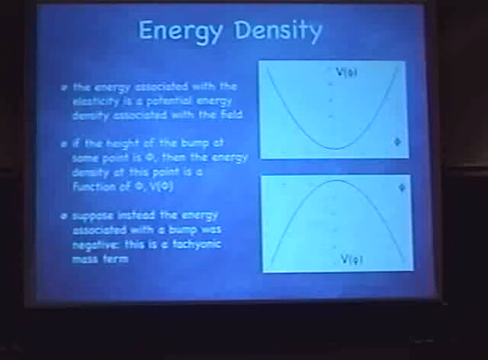 Energy Density
the energy associated with the
elasticity is a potential energy
density associated with the field
if the height of the bump at
some point is Φ, then the energy
density at this point is a
function of Φ, V(Φ)
suppose instead the energy
associated with a bump was
negative: this is a tachyonic
mass term
V(φ)
Φ
φ
V(φ)